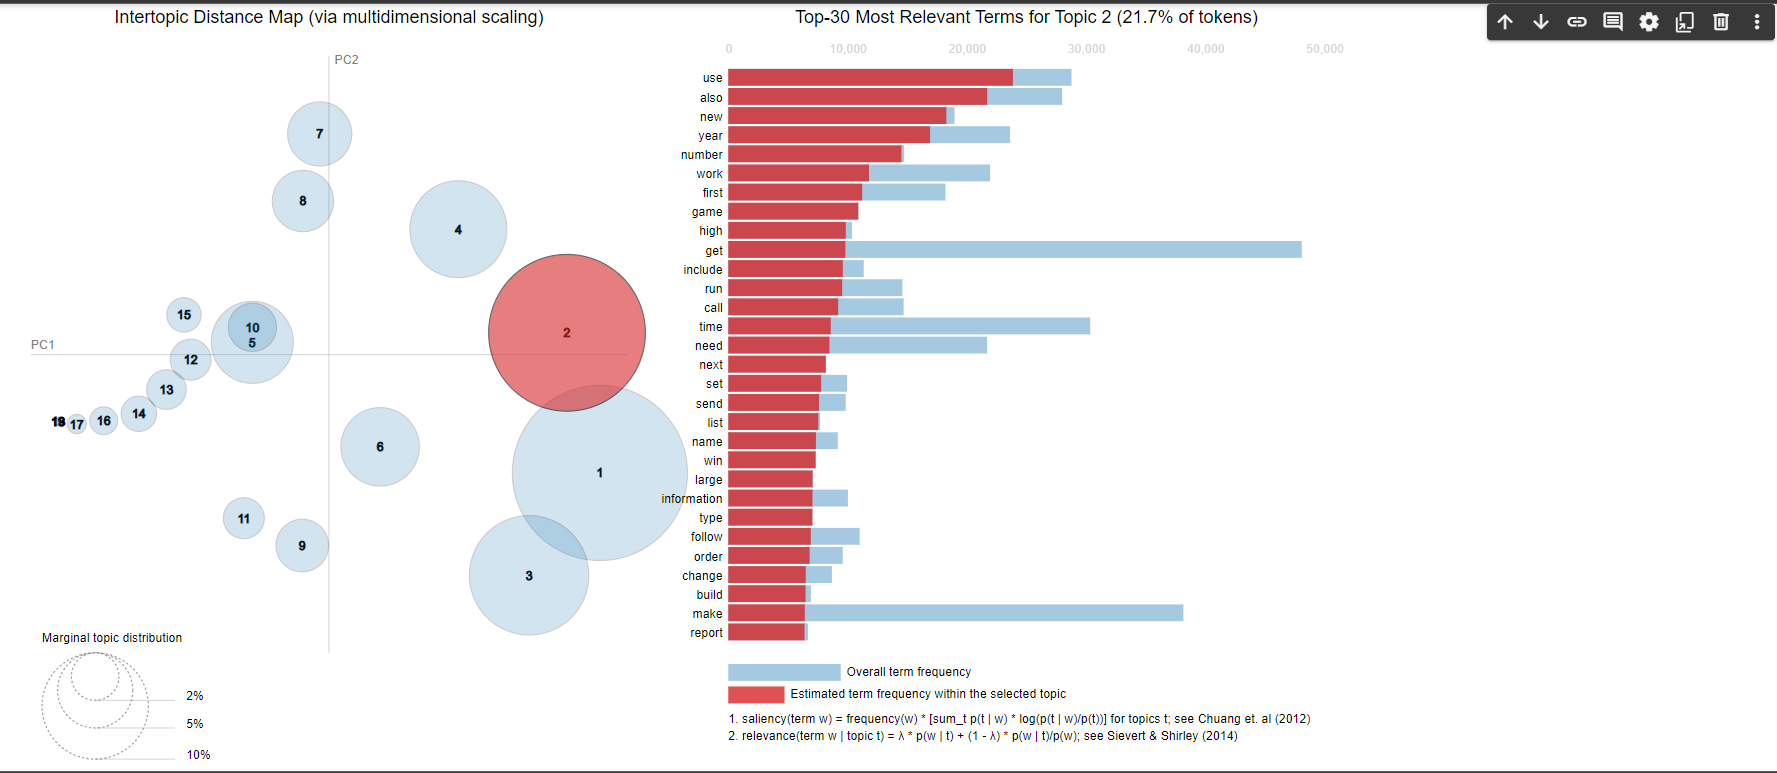 Intertopic Distance Map (via multidimensional scaling)
Top-30 Most Relevant Terms for Topic 2 (21.7% of tokens)
PC2
PC1
7
8
4
2
15
10
5
12
13
14
16
17
6
1
11
9
3
Marginal topic distribution
2%
5%
10%
0
10,000
20,000
30,000
40,000
50,000
use
also
new
year
number
work
first
game
high
get
include
run
call
time
need
next
set
send
list
name
win
large
information
type
follow
order
change
build
make
report
Overall term frequency
Estimated term frequency within the selected topic
1. saliency(term w) = frequency(w) * [sum_t p(t | w) * log(p(t | w)/p(t))] for topics t; see Chuang et. al (2012)
2. relevance(term w | topic t) = λ * p(w | t) + (1 - λ) * p(w | t)/p(w); see Sievert & Shirley (2014)